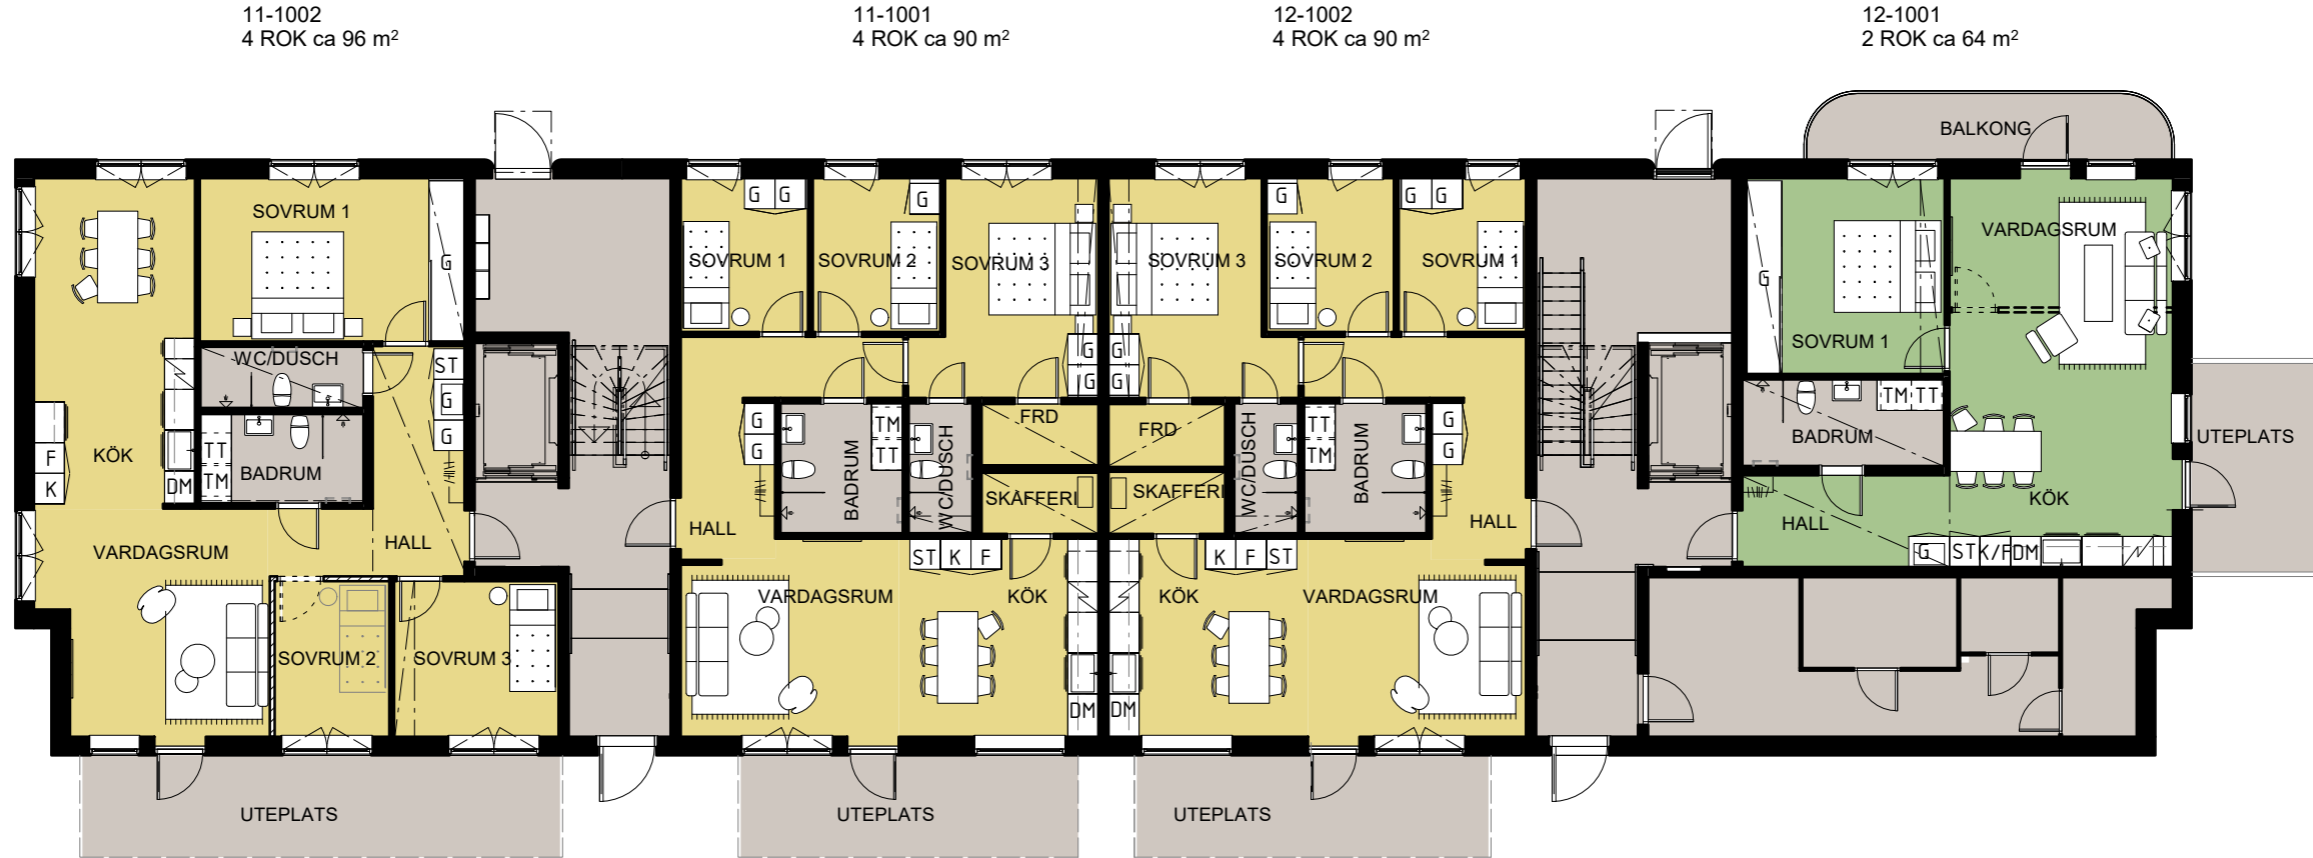 11-1002
4 ROK ca 96 m²
11-1001
4 ROK ca 90 m²
12-1002
4 ROK ca 90 m²
12-1001
2 ROK ca 64 m²
BALKONG
SOVRUM 1
G
WC/DUSCH
ST
G
G
F
K
KÖK
TT
TM
BADRUM
DM
VARDAGSRUM
HALL
SOVRUM 2
SOVRUM 3
UTEPLATS
G G
G
SOVRUM 1
SOVRUM 2
SOVRUM 3
G
G
G
G
BADRUM
TM
TT
WC/DUSCH
FRD
SKAFFERI
HALL
ST K F
VARDAGSRUM
KÖK
DM
UTEPLATS
G
G G
SOVRUM 3
SOVRUM 2
SOVRUM 1
G
G
FRD
SKAFFERI
WC/DUSCH
TT
TM
BADRUM
G
G
HALL
K F ST
KÖK
VARDAGSRUM
DM
UTEPLATS
G
VARDAGSRUM
SOVRUM 1
TM TT
BADRUM
UTEPLATS
KÖK
HALL
G ST K/F DM